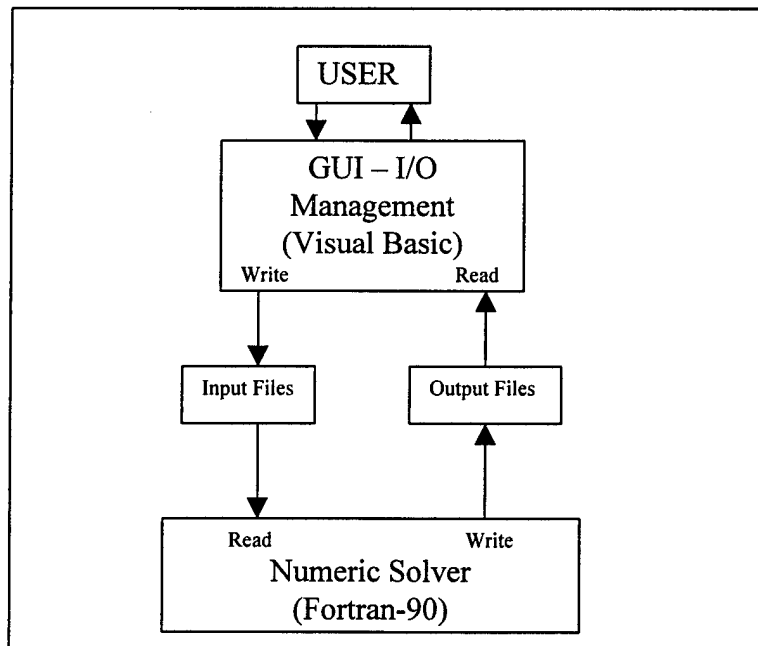 USER
GUI – I/O
Management
(Visual Basic)
Write Read
Input Files Output Files
Read Write
Numeric Solver
(Fortran-90)